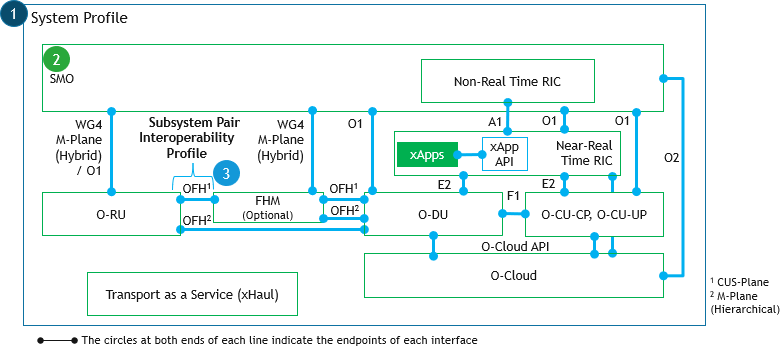 1 System Profile
2
SMO
Non-Real Time RIC
WG4
M-Plane
(Hybrid)
/ O1
Subsystem Pair
Interoperability
Profile
3
WG4
M-Plane
(Hybrid)
O1
A1
O1
O1
O2
xApps
xApp
API
Near-Real
Time RIC
E2
E2
F1
OFH¹
OFH¹
OFH²
OFH²
O-RU
FHM
(Optional)
O-DU
O-CU-CP, O-CU-UP
O-Cloud API
O-Cloud
Transport as a Service (xHaul)
¹ CUS-Plane
² M-Plane
(Hierarchical)
The circles at both ends of each line indicate the endpoints of each interface